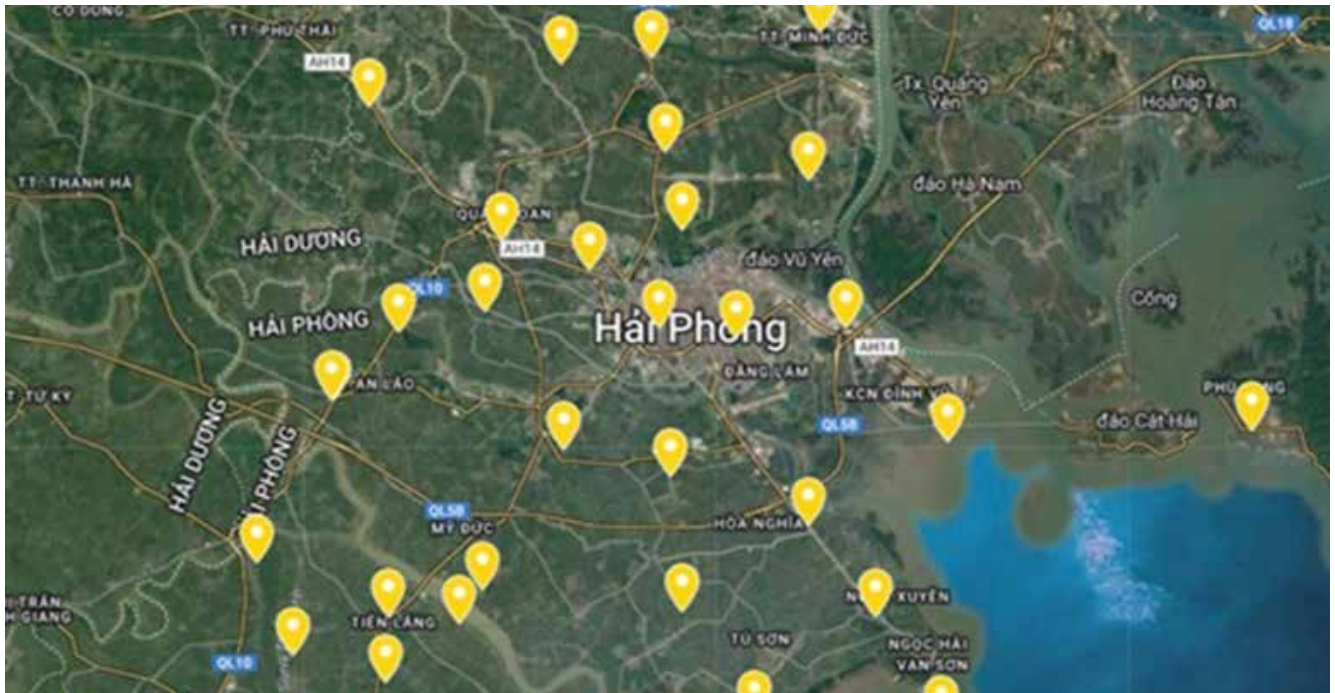 CỔ DŨNG
TT. PHÚ THÁI
AH14
TT. MINH ĐỨC
QL18
Tx. Quảng
Yên
Đảo
Hoàng Tân
TT. THANH HÀ
đảo Hà Nam
HẢI DƯƠNG
AH14
đảo Vũ Yên
QL10
Cống
HẢI PHÒNG
Hải Phòng
AH14
ĐẰNG LÂM
AN LÃO
KCN ĐÌNH VŨ
TT. TỨ KỲ
QL5B
đảo Cát Hải
HẢI DƯƠNG
HẢI PHÒNG
QL5B
MỸ ĐỨC
HÒA NGHĨA
XUYÊN
TIÊN LÃNG
TÚ SƠN
NGỌC HẢI
VẠN SƠN
QL10